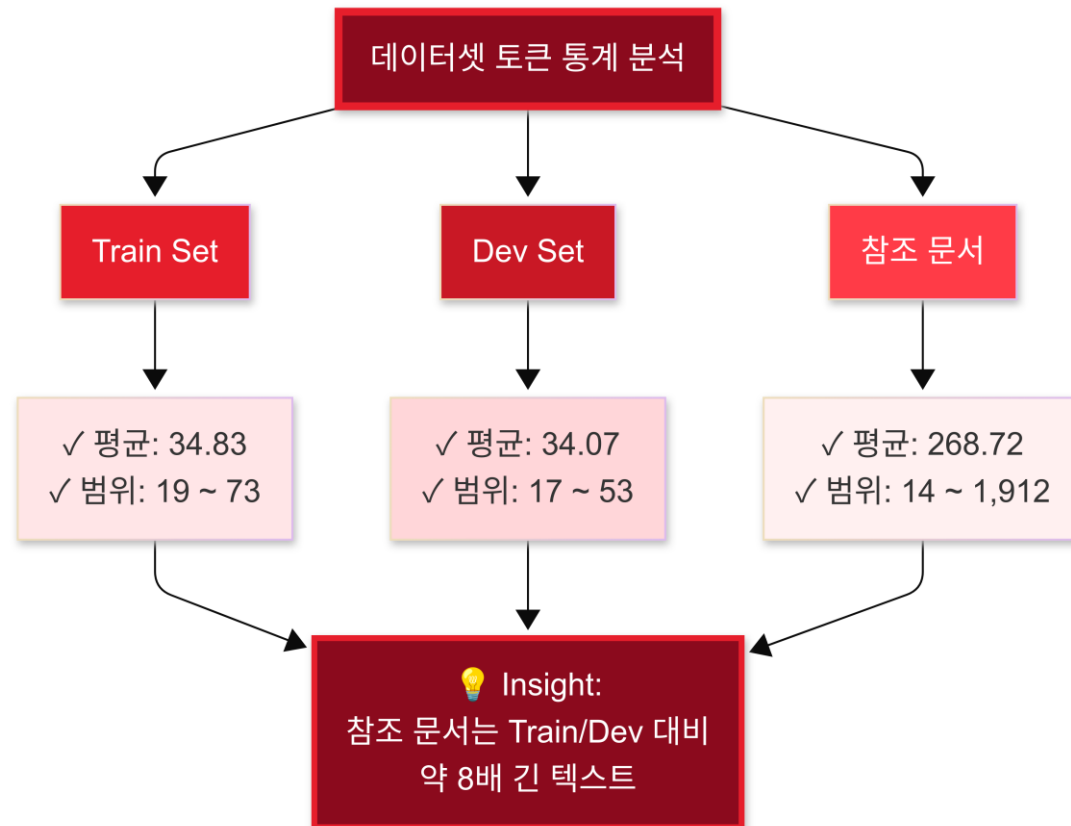 데이터셋 토큰 통계 분석
Train Set
Dev Set
참조 문서
✓ 평균: 34.83
✓ 범위: 19 ~ 73
✓ 평균: 34.07
✓ 범위: 17 ~ 53
✓ 평균: 268.72
✓ 범위: 14 ~ 1,912
💡 Insight:
참조 문서는 Train/Dev 대비
약 8배 긴 텍스트